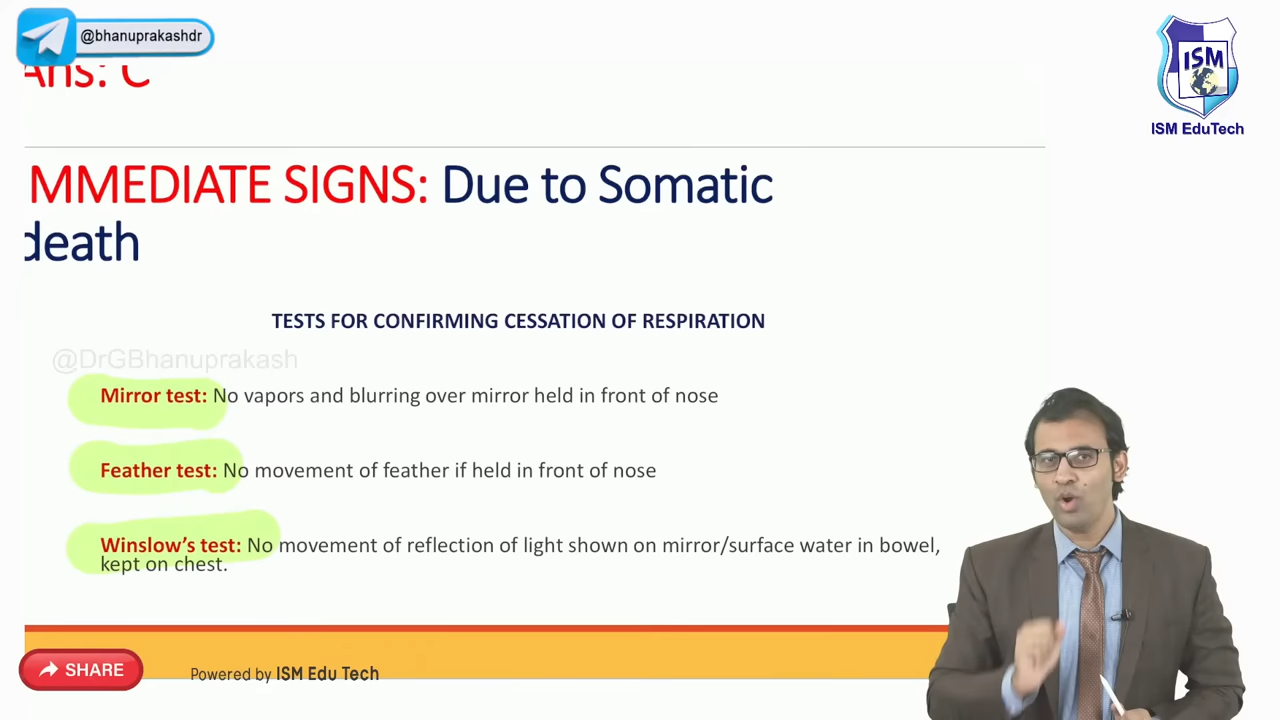 @bhanuprakashdr
Ans: C
ISM
ISM EduTech
MMEDIATE SIGNS: Due to Somatic
death
TESTS FOR CONFIRMING CESSATION OF RESPIRATION
@DrGBhanuprakash
Mirror test: No vapors and blurring over mirror held in front of nose
Feather test: No movement of feather if held in front of nose
Winslow’s test: No movement of reflection of light shown on mirror/surface water in bowel,
kept on chest.
SHARE
Powered by ISM Edu Tech